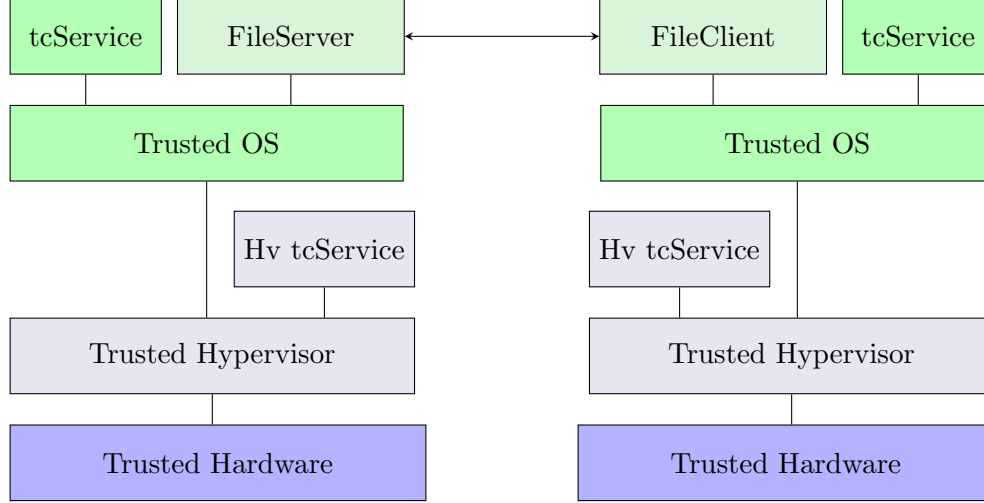 tcService
FileServer
FileClient
tcService
Trusted OS
Trusted OS
Hv tcService
Hv tcService
Trusted Hypervisor
Trusted Hypervisor
Trusted Hardware
Trusted Hardware